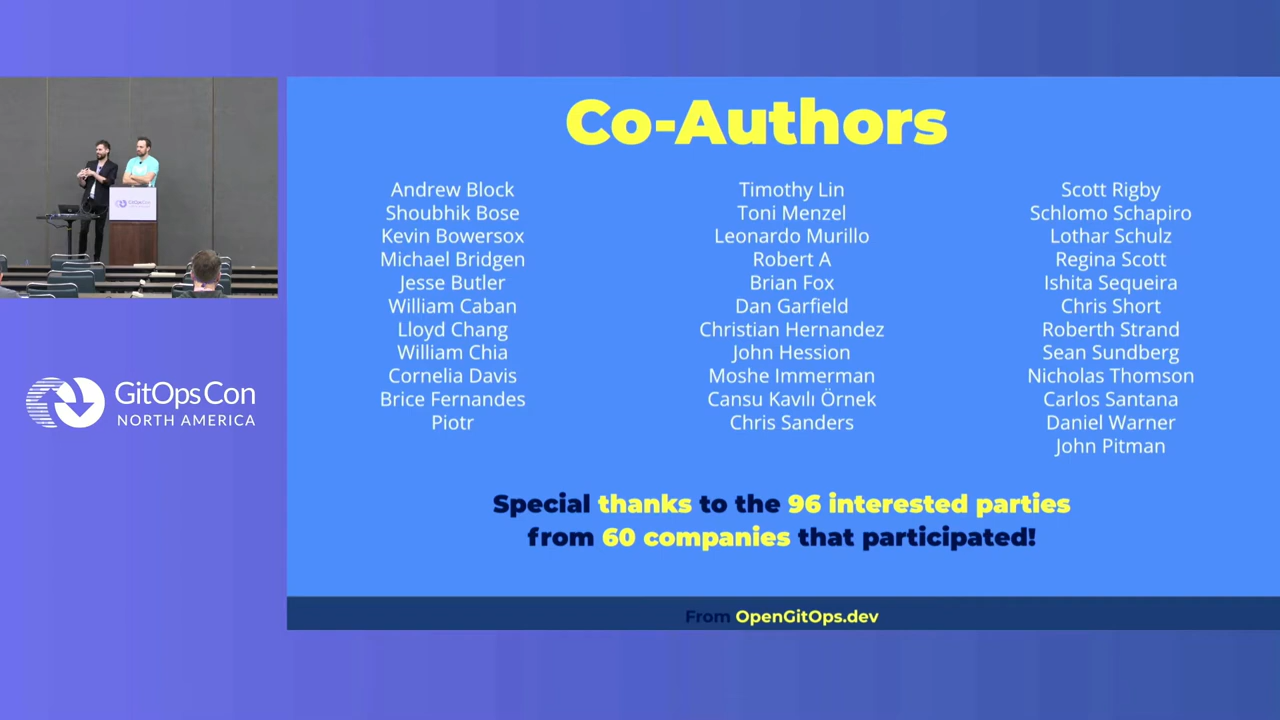 Co-Authors
Andrew Block
Shoubhik Bose
Kevin Bowersox
Michael Bridgen
Jesse Butler
William Caban
Lloyd Chang
William Chia
Cornelia Davis
Brice Fernandes
Piotr
Timothy Lin
Toni Menzel
Leonardo Murillo
Robert A
Brian Fox
Dan Garfield
Christian Hernandez
John Hession
Moshe Immerman
Cansu Kavılı Örnek
Chris Sanders
Scott Rigby
Schlomo Schapiro
Lothar Schulz
Regina Scott
Ishita Sequeira
Chris Short
Roberth Strand
Sean Sundberg
Nicholas Thomson
Carlos Santana
Daniel Warner
John Pitman
Special thanks to the 96 interested parties
from 60 companies that participated!
From OpenGitOps.dev
GitOpsCon
NORTH AMERICA